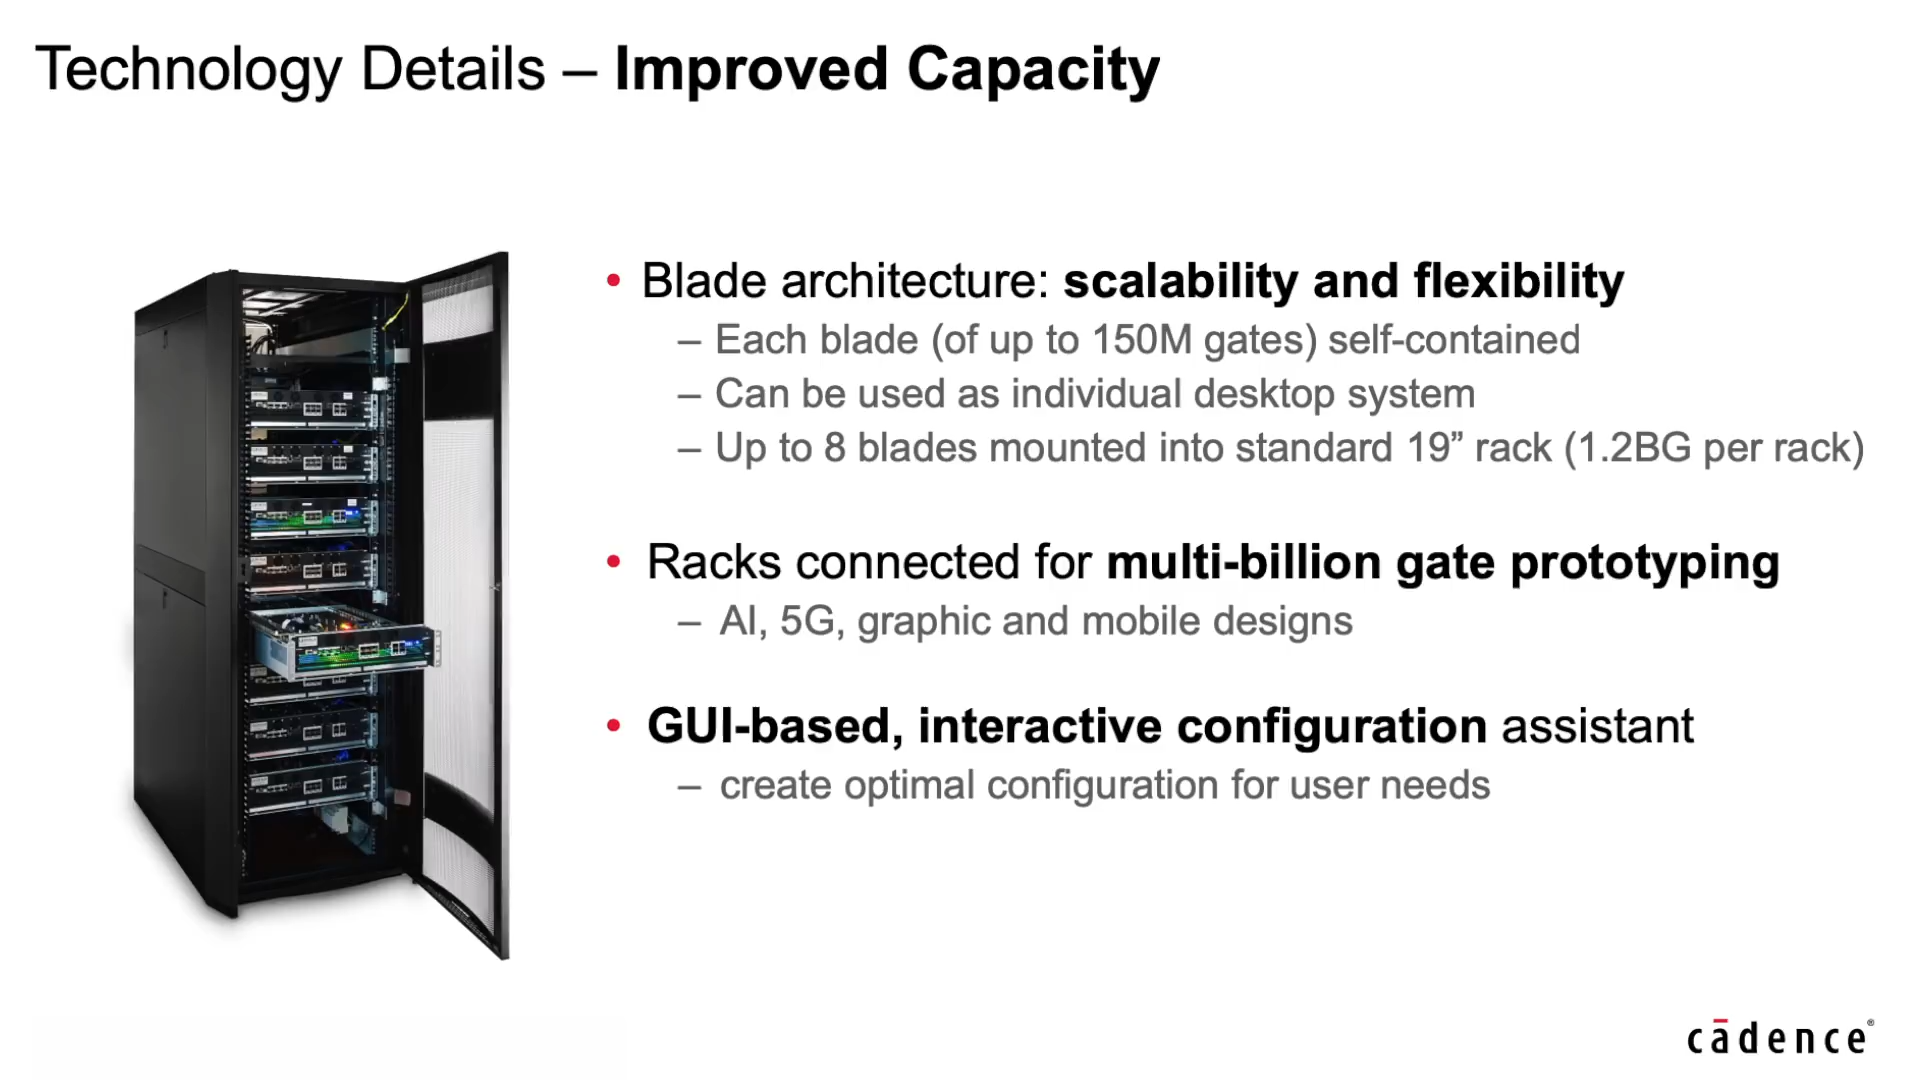 Technology Details – Improved Capacity
• Blade architecture: scalability and flexibility
– Each blade (of up to 150M gates) self-contained
– Can be used as individual desktop system
– Up to 8 blades mounted into standard 19” rack (1.2BG per rack)
• Racks connected for multi-billion gate prototyping
– AI, 5G, graphic and mobile designs
• GUI-based, interactive configuration assistant
– create optimal configuration for user needs
cādence®